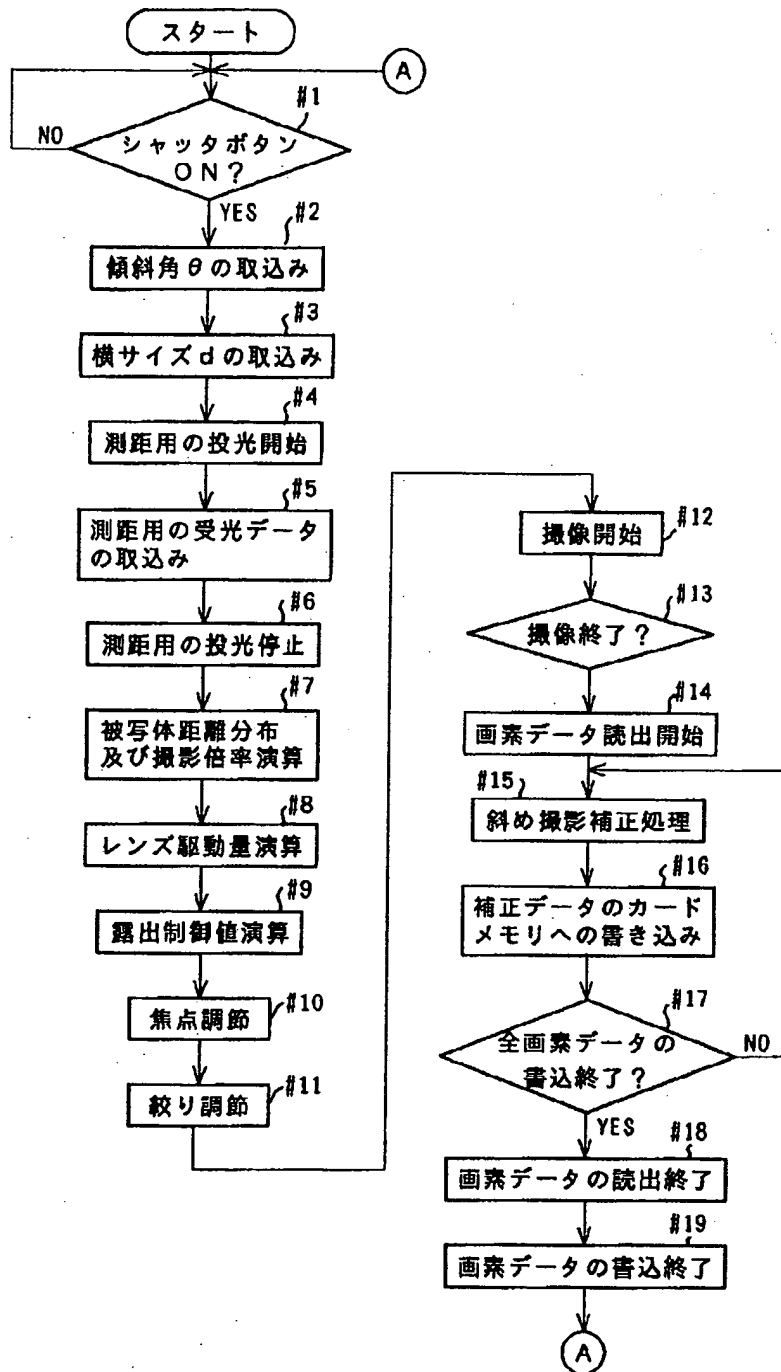 スタート
A
#1
シャッタボタン
ON?
NO
YES
#2
傾斜角θの取込み
#3
横サイズdの取込み
#4
測距用の投光開始
#5
測距用の受光データ
の取込み
#6
測距用の投光停止
#7
被写体距離分布
及び撮影倍率演算
#8
レンズ駆動量演算
#9
露出制御値演算
焦点調節
#10
絞り調節
#11
撮像開始
#12
#13
撮像終了?
#14
画素データ読出開始
#15
斜め撮影補正処理
#16
補正データのカード
メモリへの書き込み
#17
全画素データの
書込終了?
NO
YES
#18
画素データの読出終了
#19
画素データの書込終了
A